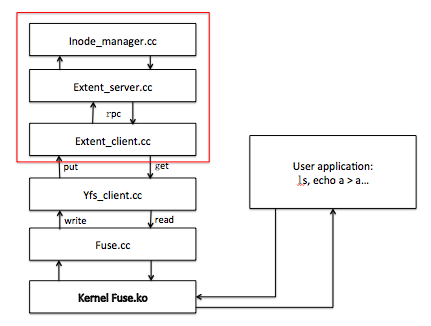 Inode_manager.cc
Extent_server.cc
rpc
Extent_client.cc
put
get
Yfs_client.cc
write
read
Fuse.cc
Kernel Fuse.ko
User application:
ls, echo a > a...